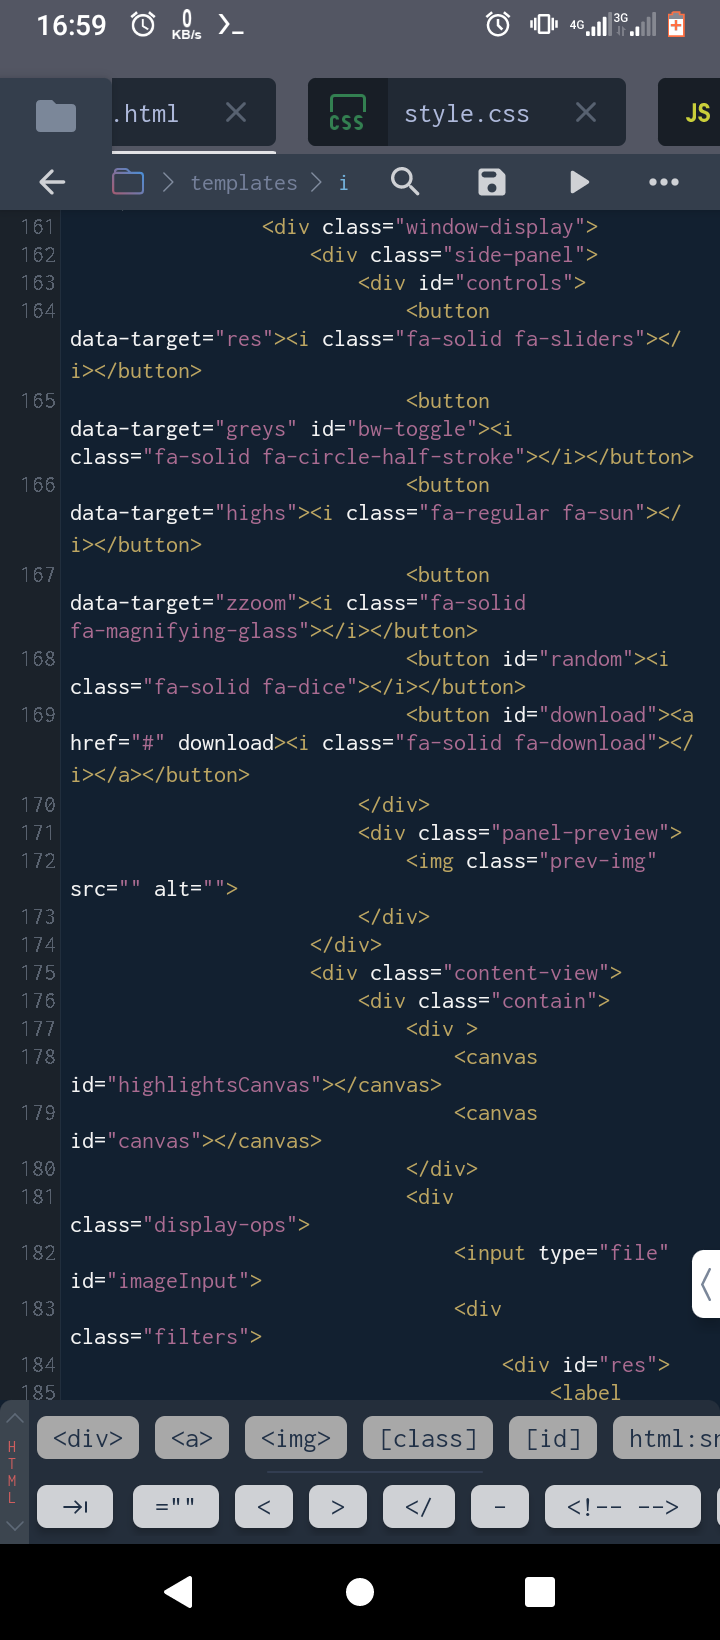 16:59 0 KB/s 4G 3G
.html style.css JS
CSS
templates i
161 <div class="window-display">
162 <div class="side-panel">
163 <div id="controls">
164 <button
data-target="res"><i class="fa-solid fa-sliders"></
i></button>
165 <button
data-target="greys" id="bw-toggle"><i
class="fa-solid fa-circle-half-stroke"></i></button>
166 <button
data-target="highs"><i class="fa-regular fa-sun"></
i></button>
167 <button
data-target="zzoom"><i class="fa-solid
fa-magnifying-glass"></i></button>
168 <button id="random"><i
class="fa-solid fa-dice"></i></button>
169 <button id="download"><a
href="#" download><i class="fa-solid fa-download"></
i></a></button>
170 </div>
171 <div class="panel-preview">
172 <img class="prev-img"
src="" alt="">
173 </div>
174 </div>
175 <div class="content-view">
176 <div class="contain">
177 <div >
178 <canvas
id="highlightsCanvas"></canvas>
179 <canvas
id="canvas"></canvas>
180 </div>
181 <div
class="display-ops">
182 <input type="file"
id="imageInput">
183 <div
class="filters">
184 <div id="res">
185 <label
HTML
<div> <a> <img> [class] [id] html:sn
="" < > </ - <!-- -->